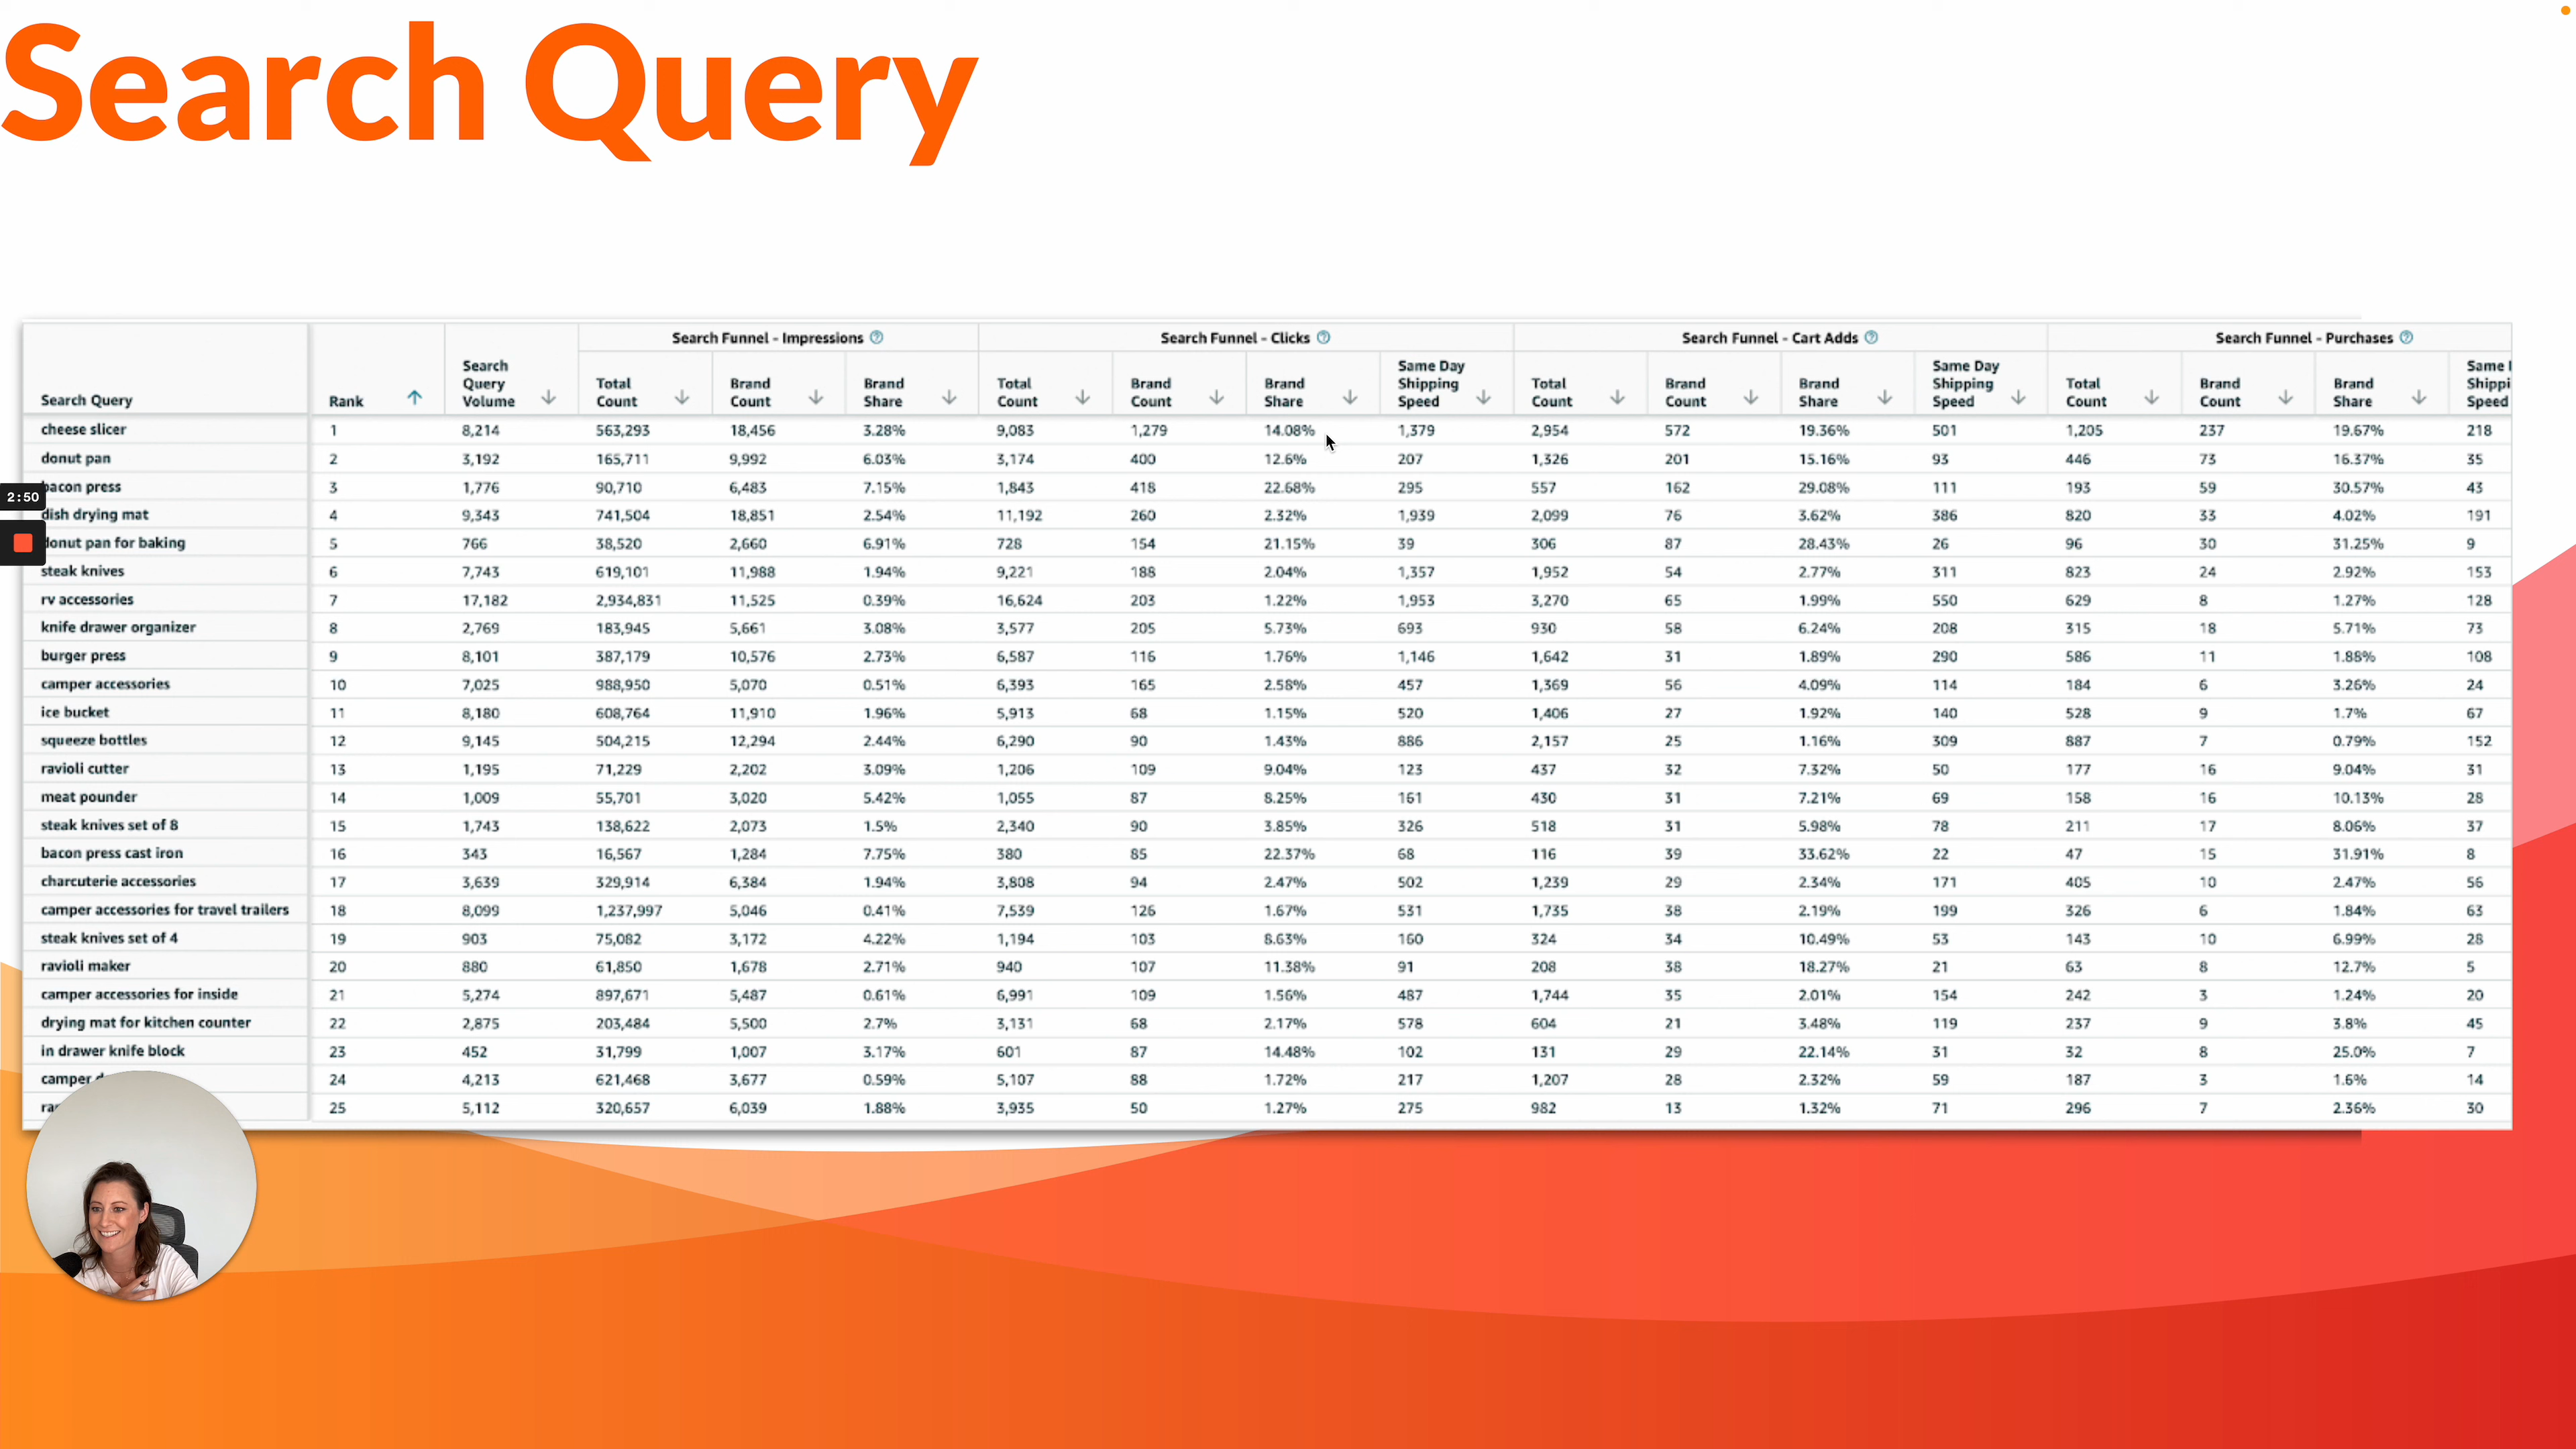 Search Query
Search Funnel - Impressions Search Funnel - Clicks Search Funnel - Cart Adds Search Funnel - Purchases
Search Query Rank Search Query Volume Total Count Brand Count Brand Share Total Count Brand Count Brand Share Same Day Shipping Speed Total Count Brand Count Brand Share Same Day Shipping Speed Total Count Brand Count Brand Share Same Speed
cheese slicer 1 8,214 563,293 18,456 3.28% 9,083 1,279 14.08% 1,379 2,954 572 19.36% 501 1,205 237 19.67% 218
donut pan 2 3,192 165,711 9,992 6.03% 3,174 400 12.6% 207 1,326 201 15.16% 93 446 73 16.37% 35
bacon press 3 1,776 90,710 6,483 7.15% 1,843 418 22.68% 295 557 162 29.08% 111 193 59 30.57% 43
2:50
dish drying mat 4 9,343 741,504 18,851 2.54% 11,192 260 2.32% 1,939 2,099 76 3.62% 386 820 33 4.02% 191
donut pan for baking 5 766 38,520 2,660 6.91% 728 154 21.15% 39 306 87 28.43% 26 96 30 31.25% 9
steak knives 6 7,743 619,101 11,988 1.94% 9,221 188 2.04% 1,357 1,952 54 2.77% 311 823 24 2.92% 153
rv accessories 7 17,182 2,934,831 11,525 0.39% 16,624 203 1.22% 1,953 3,270 65 1.99% 550 629 8 1.27% 128
knife drawer organizer 8 2,769 183,945 5,661 3.08% 3,577 205 5.73% 693 930 58 6.24% 208 315 18 5.71% 73
burger press 9 8,101 387,179 10,576 2.73% 6,587 116 1.76% 1,146 1,642 31 1.89% 290 586 11 1.88% 108
camper accessories 10 7,025 988,950 5,070 0.51% 6,393 165 2.58% 457 1,369 56 4.09% 114 184 6 3.26% 24
ice bucket 11 8,180 608,764 11,910 1.96% 5,913 68 1.15% 520 1,406 27 1.92% 140 528 9 1.7% 67
squeeze bottles 12 9,145 504,215 12,294 2.44% 6,290 90 1.43% 886 2,157 25 1.16% 309 887 7 0.79% 152
ravioli cutter 13 1,195 71,229 2,202 3.09% 1,206 109 9.04% 123 437 32 7.32% 50 177 16 9.04% 31
meat pounder 14 1,009 55,701 3,020 5.42% 1,055 87 8.25% 161 430 31 7.21% 69 158 16 10.13% 28
steak knives set of 8 15 1,743 138,622 2,073 1.5% 2,340 90 3.85% 326 518 31 5.98% 78 211 17 8.06% 37
bacon press cast iron 16 343 16,567 1,284 7.75% 380 85 22.37% 68 116 39 33.62% 22 47 15 31.91% 8
charcuterie accessories 17 3,639 329,914 6,384 1.94% 3,808 94 2.47% 502 1,239 29 2.34% 171 405 10 2.47% 56
camper accessories for travel trailers 18 8,099 1,237,997 5,046 0.41% 7,539 126 1.67% 531 1,735 38 2.19% 199 326 6 1.84% 63
steak knives set of 4 19 903 75,082 3,172 4.22% 1,194 103 8.63% 160 324 34 10.49% 53 143 10 6.99% 28
ravioli maker 20 880 61,850 1,678 2.71% 940 107 11.38% 91 208 38 18.27% 21 63 8 12.7% 5
camper accessories for inside 21 5,274 897,671 5,487 0.61% 6,991 109 1.56% 487 1,744 35 2.01% 154 242 3 1.24% 20
drying mat for kitchen counter 22 2,875 203,484 5,500 2.7% 3,131 68 2.17% 578 604 21 3.48% 119 237 9 3.8% 45
in drawer knife block 23 452 31,799 1,007 3.17% 601 87 14.48% 102 131 29 22.14% 31 32 8 25.0% 7
camper 24 4,213 621,468 3,677 0.59% 5,107 88 1.72% 217 1,207 28 2.32% 59 187 3 1.6% 14
25 5,112 320,657 6,039 1.88% 3,935 50 1.27% 275 982 13 1.32% 71 296 7 2.36% 30